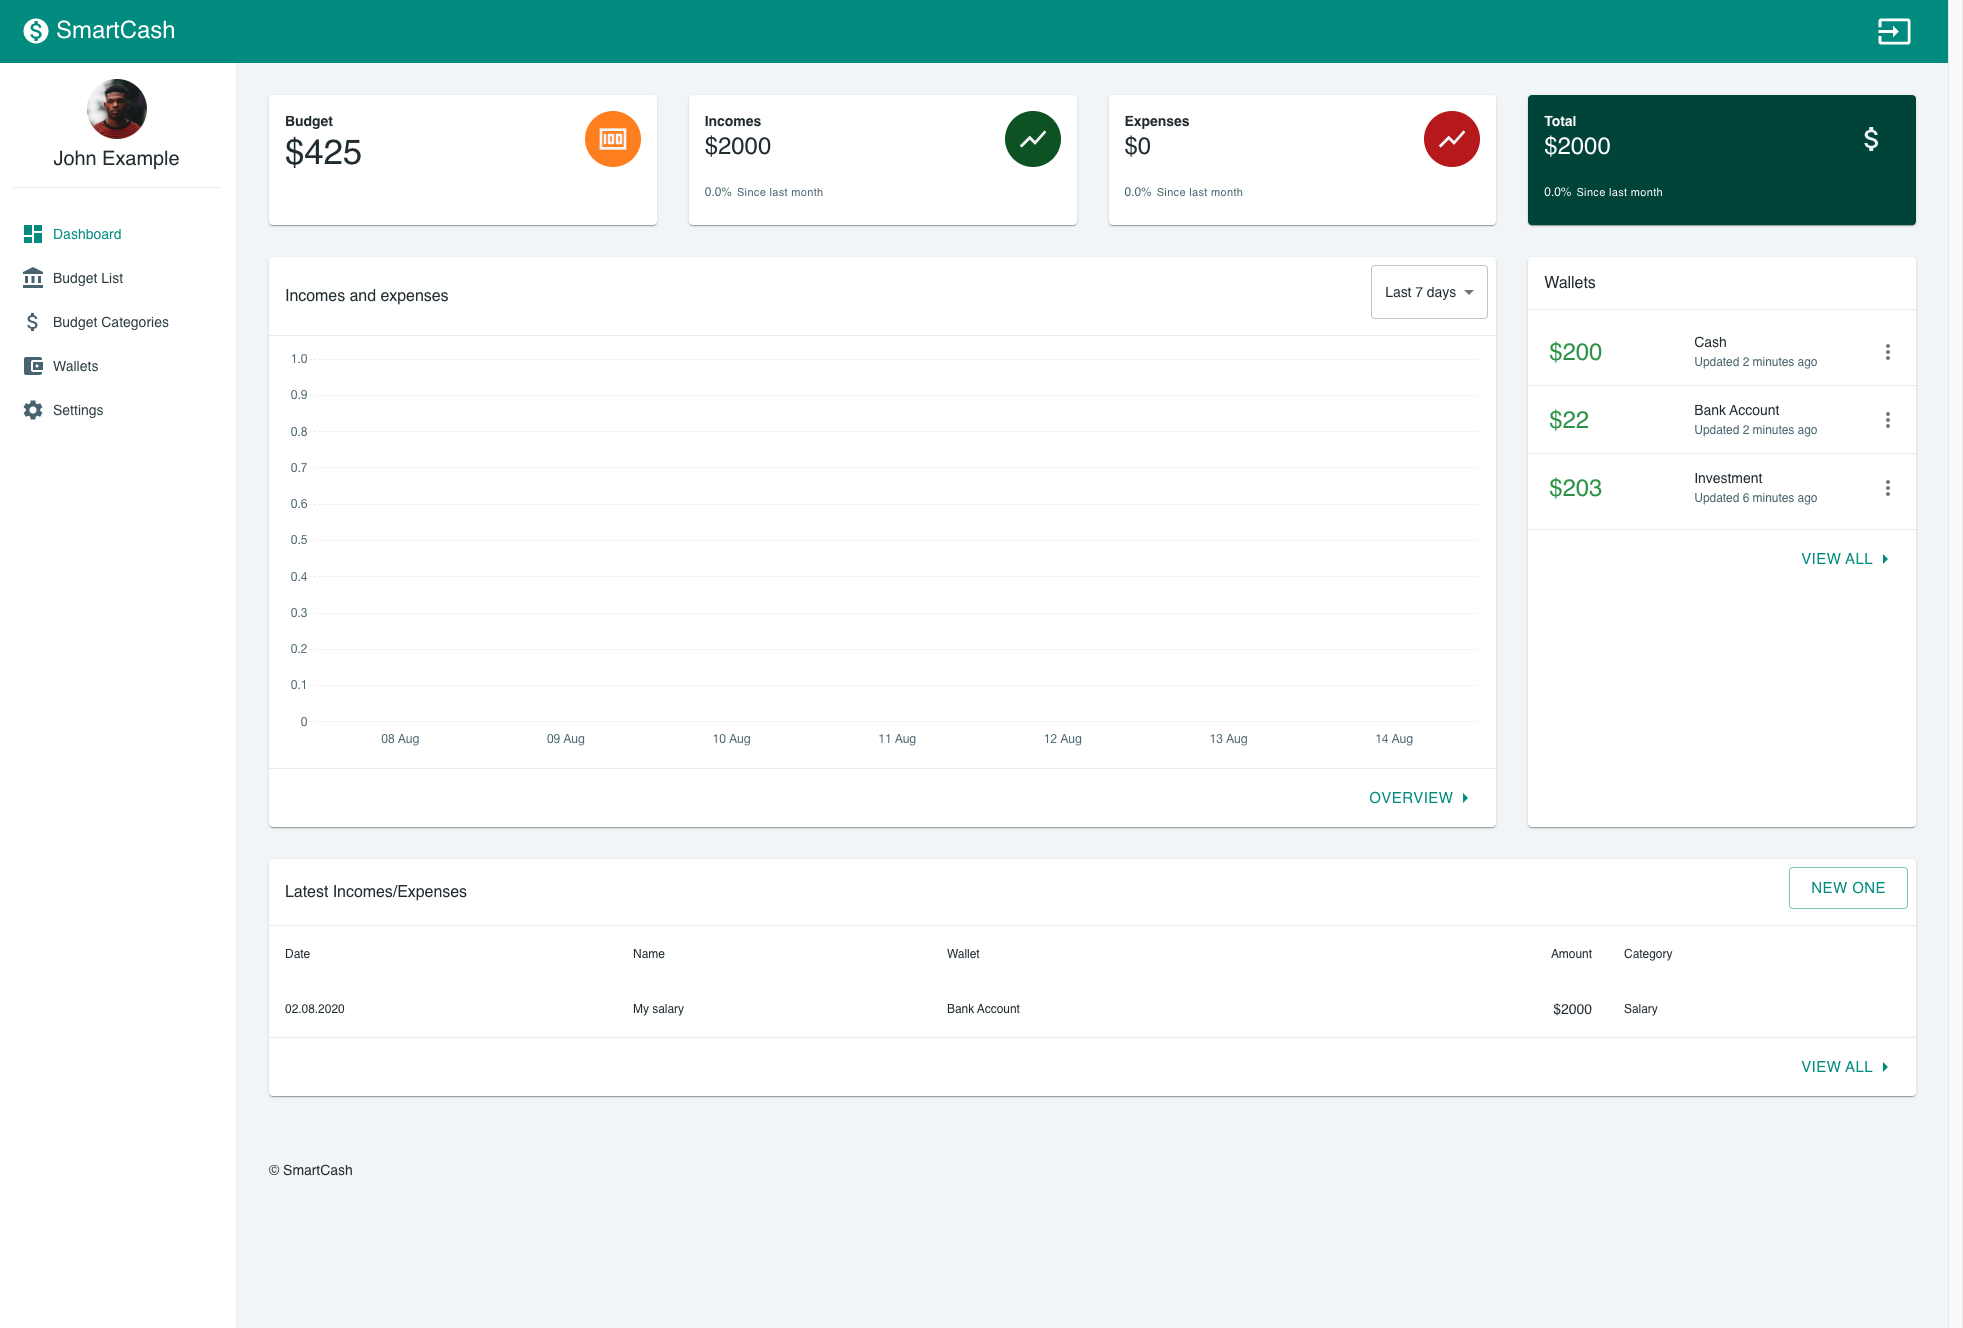 SmartCash
John Example
Dashboard
Budget List
Budget Categories
Wallets
Settings
Budget
$425
100
Incomes
$2000
0.0% Since last month
Expenses
$0
0.0% Since last month
Total
$2000
0.0% Since last month
Incomes and expenses
Last 7 days
1.0
0.9
0.8
0.7
0.6
0.5
0.4
0.3
0.2
0.1
0
08 Aug 09 Aug 10 Aug 11 Aug 12 Aug 13 Aug 14 Aug
OVERVIEW
Wallets
$200 Cash
Updated 2 minutes ago
$22 Bank Account
Updated 2 minutes ago
$203 Investment
Updated 6 minutes ago
VIEW ALL
Latest Incomes/Expenses
NEW ONE
Date Name Wallet Amount Category
02.08.2020 My salary Bank Account $2000 Salary
VIEW ALL
© SmartCash